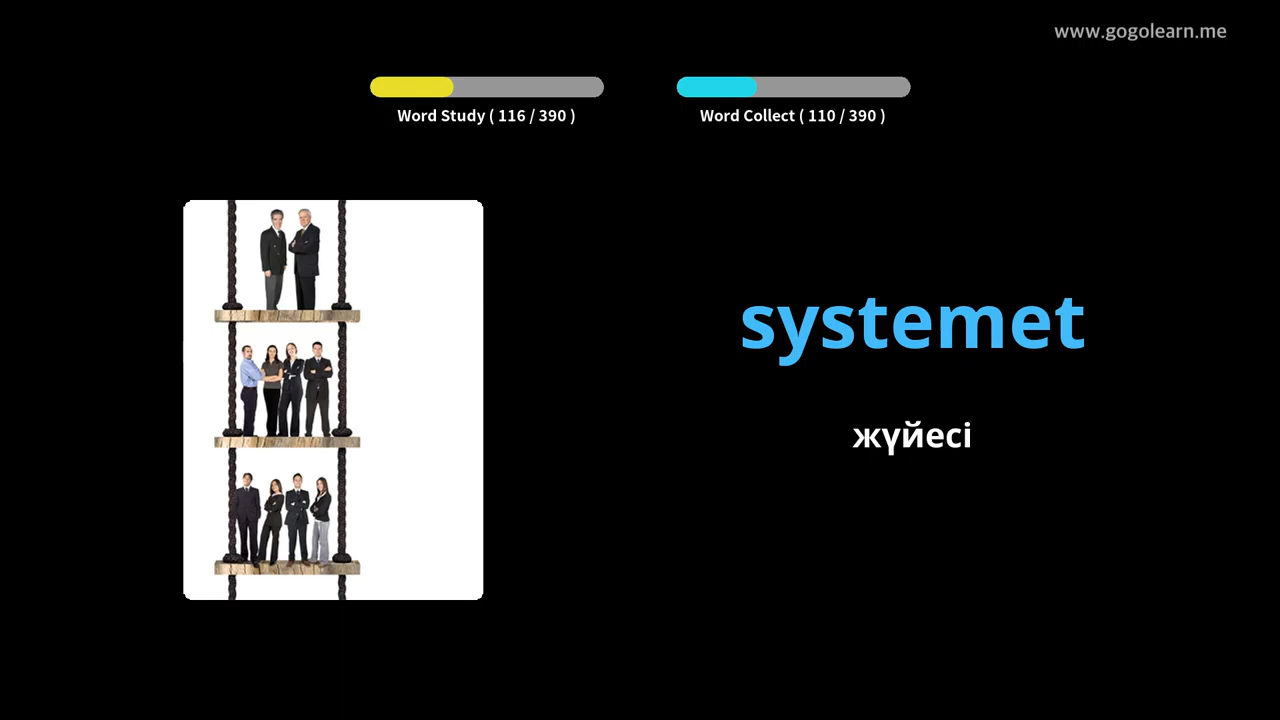 www.gogolearn.me
Word Study ( 116 / 390 )
Word Collect ( 110 / 390 )
systemet
жүйесі